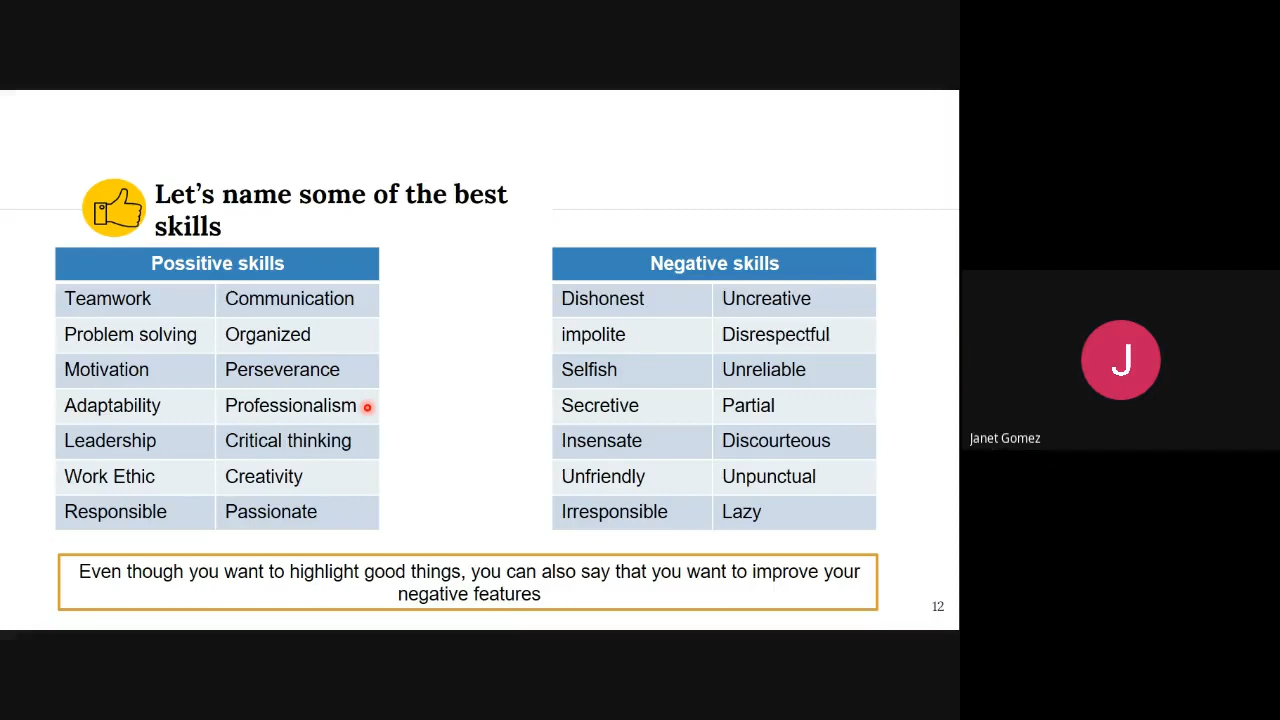 Let's name some of the best
skills
Possitive skills
Teamwork Communication
Problem solving Organized
Motivation Perseverance
Adaptability Professionalism
Leadership Critical thinking
Work Ethic Creativity
Responsible Passionate
Negative skills
Dishonest Uncreative
impolite Disrespectful
Selfish Unreliable
Secretive Partial
Insensate Discourteous
Unfriendly Unpunctual
Irresponsible Lazy
Even though you want to highlight good things, you can also say that you want to improve your
negative features
12
J
Janet Gomez